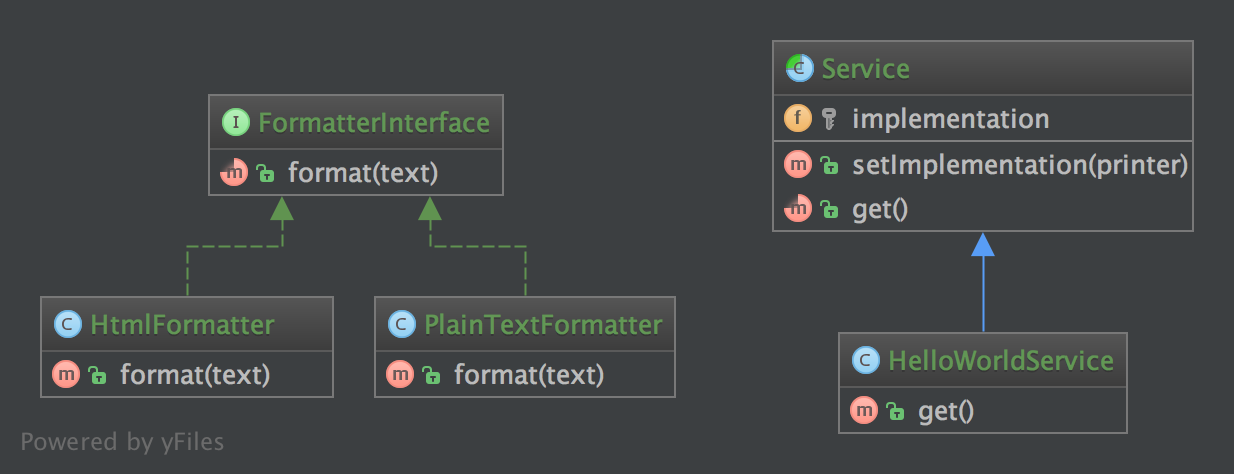 I FormatterInterface
m format(text)
C HtmlFormatter
m format(text)
C PlainTextFormatter
m format(text)
C Service
f implementation
m setImplementation(printer)
m get()
C HelloWorldService
m get()
Powered by yFiles